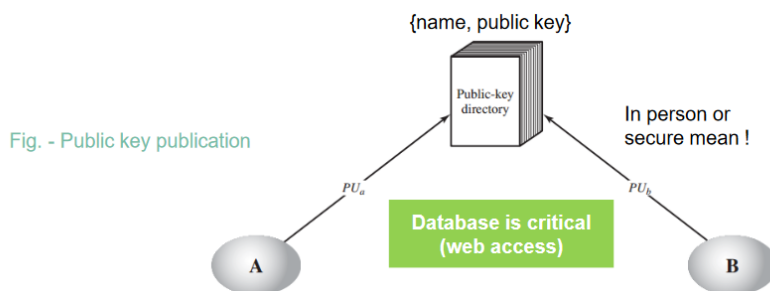 {name, public key}
Public-key
directory
In person or
secure mean !
Fig. - Public key publication
PUa
PUb
Database is critical
(web access)
A
B